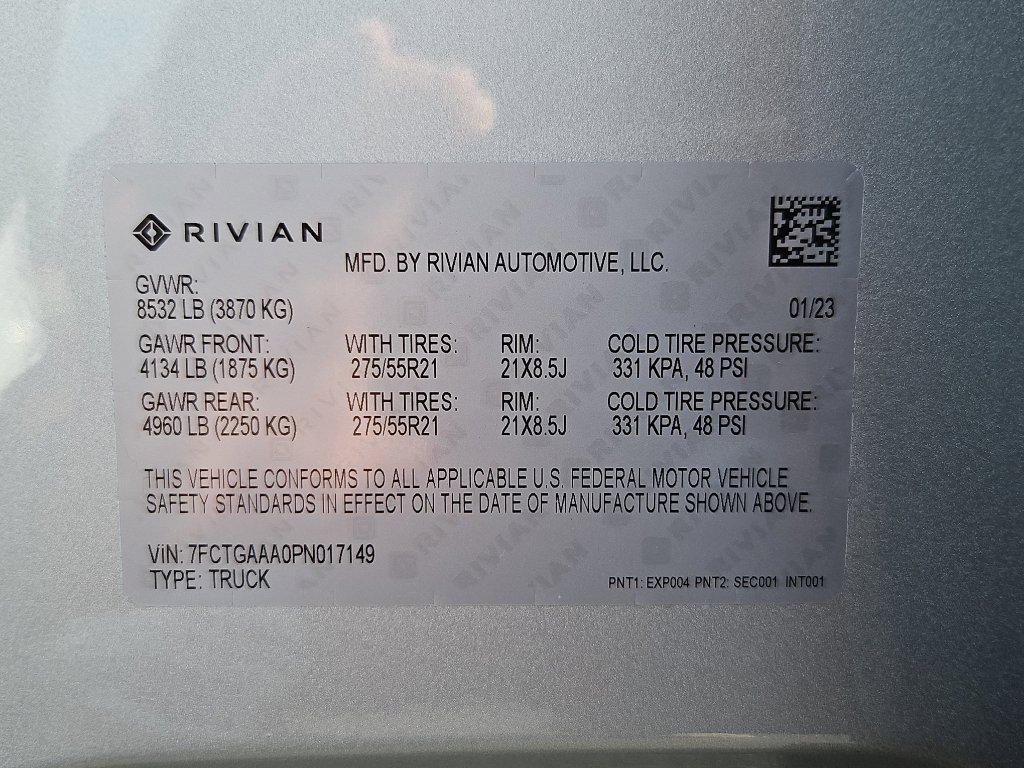 RIVIAN
MFD. BY RIVIAN AUTOMOTIVE, LLC.
GVWR:
8532 LB (3870 KG)
01/23
GAWR FRONT: WITH TIRES: RIM: COLD TIRE PRESSURE:
4134 LB (1875 KG) 275/55R21 21X8.5J 331 KPA, 48 PSI
GAWR REAR: WITH TIRES: RIM: COLD TIRE PRESSURE:
4960 LB (2250 KG) 275/55R21 21X8.5J 331 KPA, 48 PSI
THIS VEHICLE CONFORMS TO ALL APPLICABLE U.S. FEDERAL MOTOR VEHICLE
SAFETY STANDARDS IN EFFECT ON THE DATE OF MANUFACTURE SHOWN ABOVE.
VIN: 7FCTGAAA0PN017149
TYPE: TRUCK
PNT1: EXP004 PNT2: SEC001 INT001